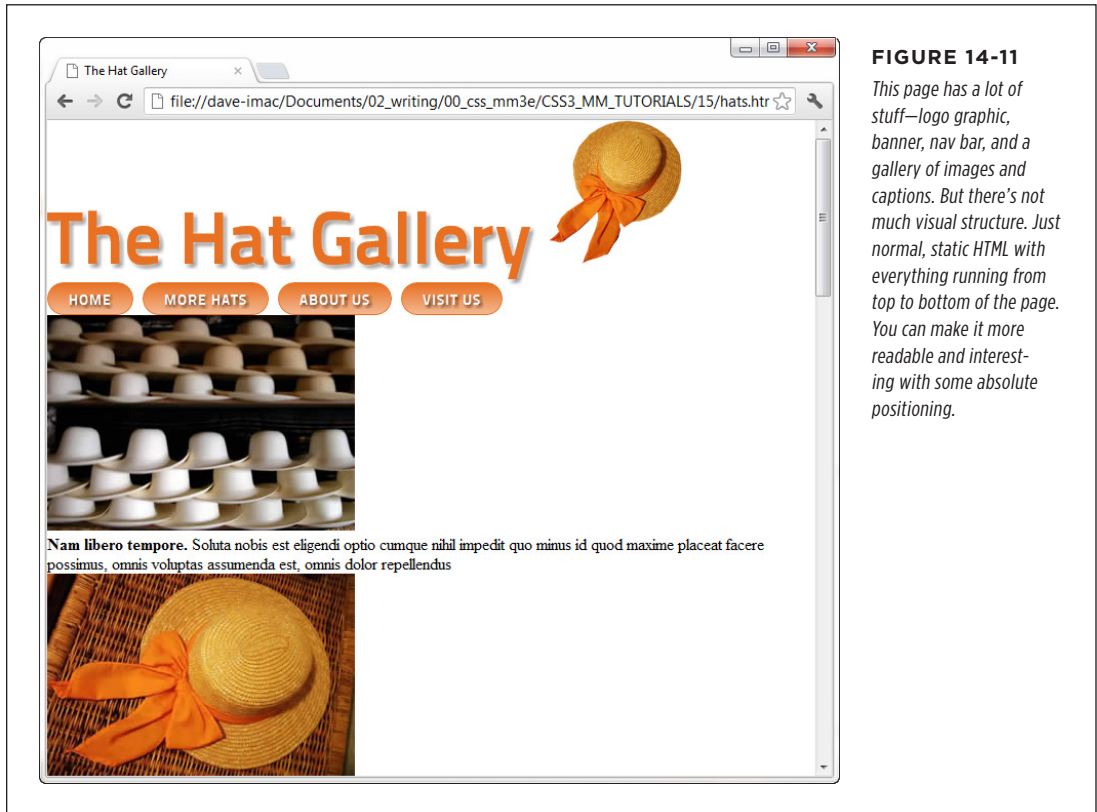 The Hat Gallery
file://dave-imac/Documents/02_writing/00_css_mm3e/CSS3_MM_TUTORIALS/15/hats.htm
The Hat Gallery
HOME
MORE HATS
ABOUT US
VISIT US
Nam libero tempore. Soluta nobis est eligendi optio cumque nihil impedit quo minus id quod maxime placeat facere
possimus, omnis voluptas assumenda est, omnis dolor repellendus
FIGURE 14-11
This page has a lot of
stuff—logo graphic,
banner, nav bar, and a
gallery of images and
captions. But there's not
much visual structure. Just
normal, static HTML with
everything running from
top to bottom of the page.
You can make it more
readable and interest-
ing with some absolute
positioning.